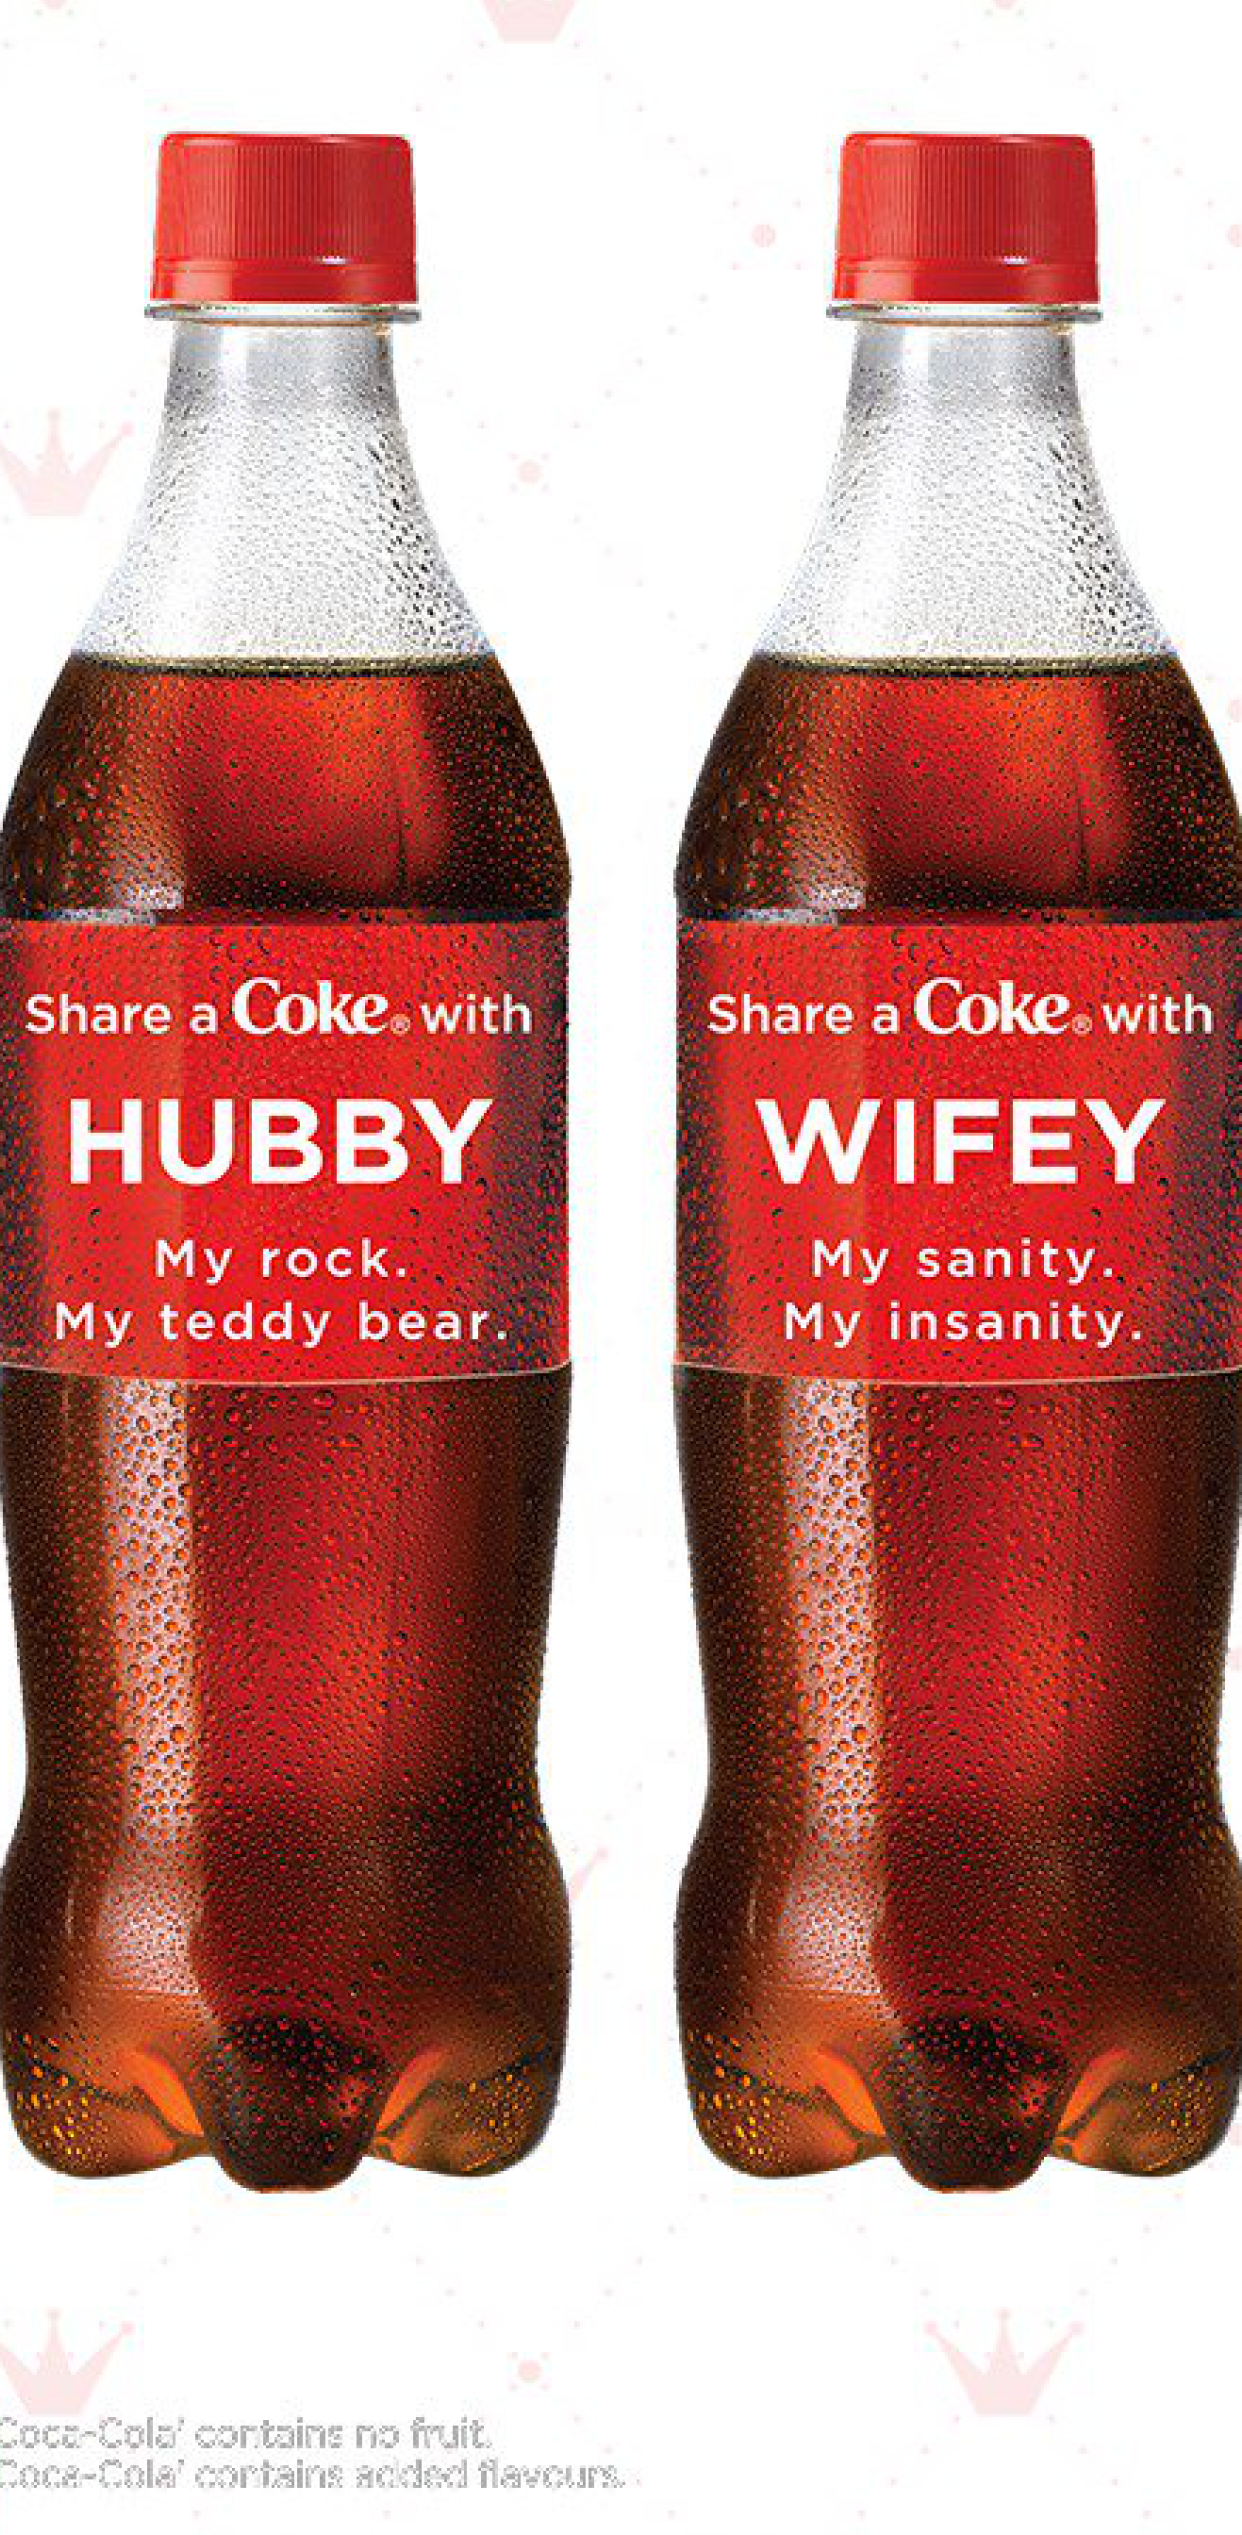 Share a Coke® with
HUBBY
My rock.
My teddy bear.
Share a Coke® with
WIFEY
My sanity.
My insanity.
Coca-Cola' contains no fruit.
Coca-Cola' contains added flavours.